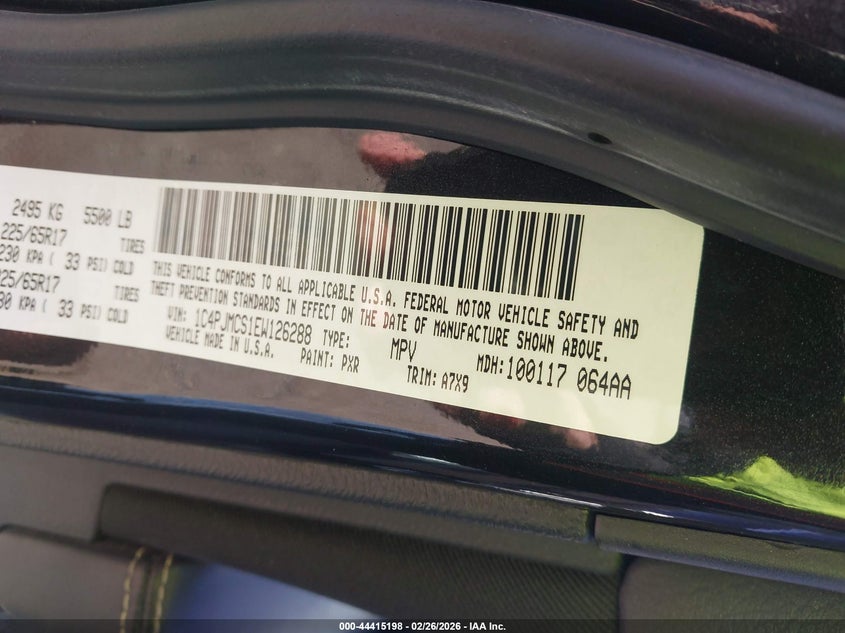 2495 KG 5500 LB
225/65R17 TIRES
230 KPA ( 33 PSI) COLD
25/65R17 TIRES
30 KPA ( 33 PSI) COLD
THIS VEHICLE CONFORMS TO ALL APPLICABLE U.S.A. FEDERAL MOTOR VEHICLE SAFETY AND
THEFT PREVENTION STANDARDS IN EFFECT ON THE DATE OF MANUFACTURE SHOWN ABOVE.
VIN: 1C4PJMCS1EW126288 TYPE: MPV MDH: 100117 064AA
VEHICLE MADE IN U.S.A. PAINT: PXR TRIM: A7X9
000-44415198 - 02/26/2026 - IAA Inc.